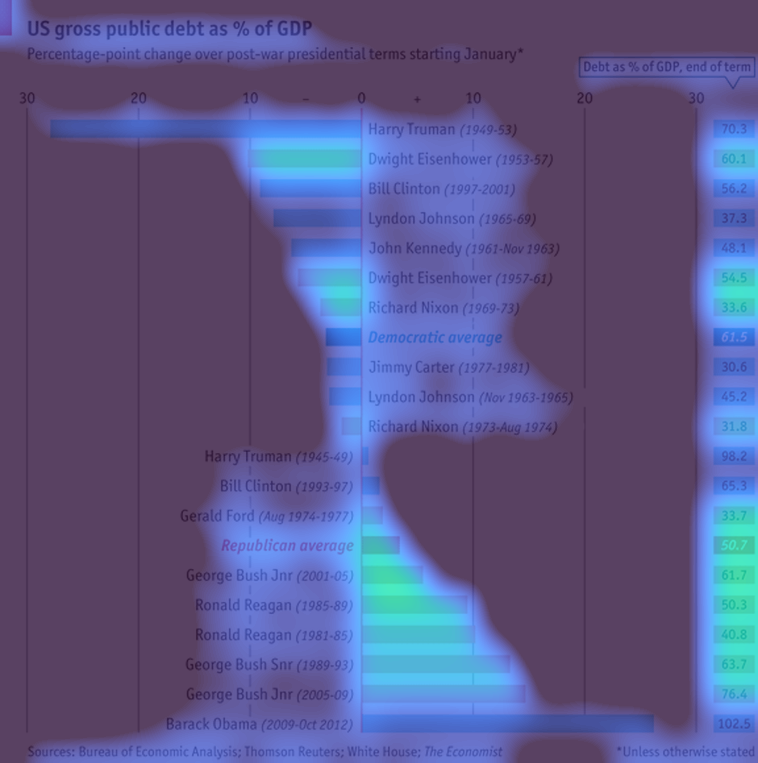 US gross public debt as % of GDP
Percentage-point change over post-war presidential terms starting January*
Debt as % of GDP, end of term
30 20 10 – 0 + 10 20 30
Harry Truman (1949-53) 70.3
Dwight Eisenhower (1953-57) 60.1
Bill Clinton (1997-2001) 56.2
Lyndon Johnson (1965-69) 37.3
John Kennedy (1961-Nov 1963) 48.1
Dwight Eisenhower (1957-61) 54.5
Richard Nixon (1969-73) 33.6
Democratic average 61.5
Jimmy Carter (1977-1981) 30.6
Lyndon Johnson (Nov 1963-1965) 45.2
Richard Nixon (1973-Aug 1974) 31.8
Harry Truman (1945-49) 98.2
Bill Clinton (1993-97) 65.3
Gerald Ford (Aug 1974-1977) 33.7
Republican average 50.7
George Bush Jnr (2001-05) 61.7
Ronald Reagan (1985-89) 50.3
Ronald Reagan (1981-85) 40.8
George Bush Snr (1989-93) 63.7
George Bush Jnr (2005-09) 76.4
Barack Obama (2009-Oct 2012) 102.5
Sources: Bureau of Economic Analysis; Thomson Reuters; White House; The Economist *Unless otherwise stated